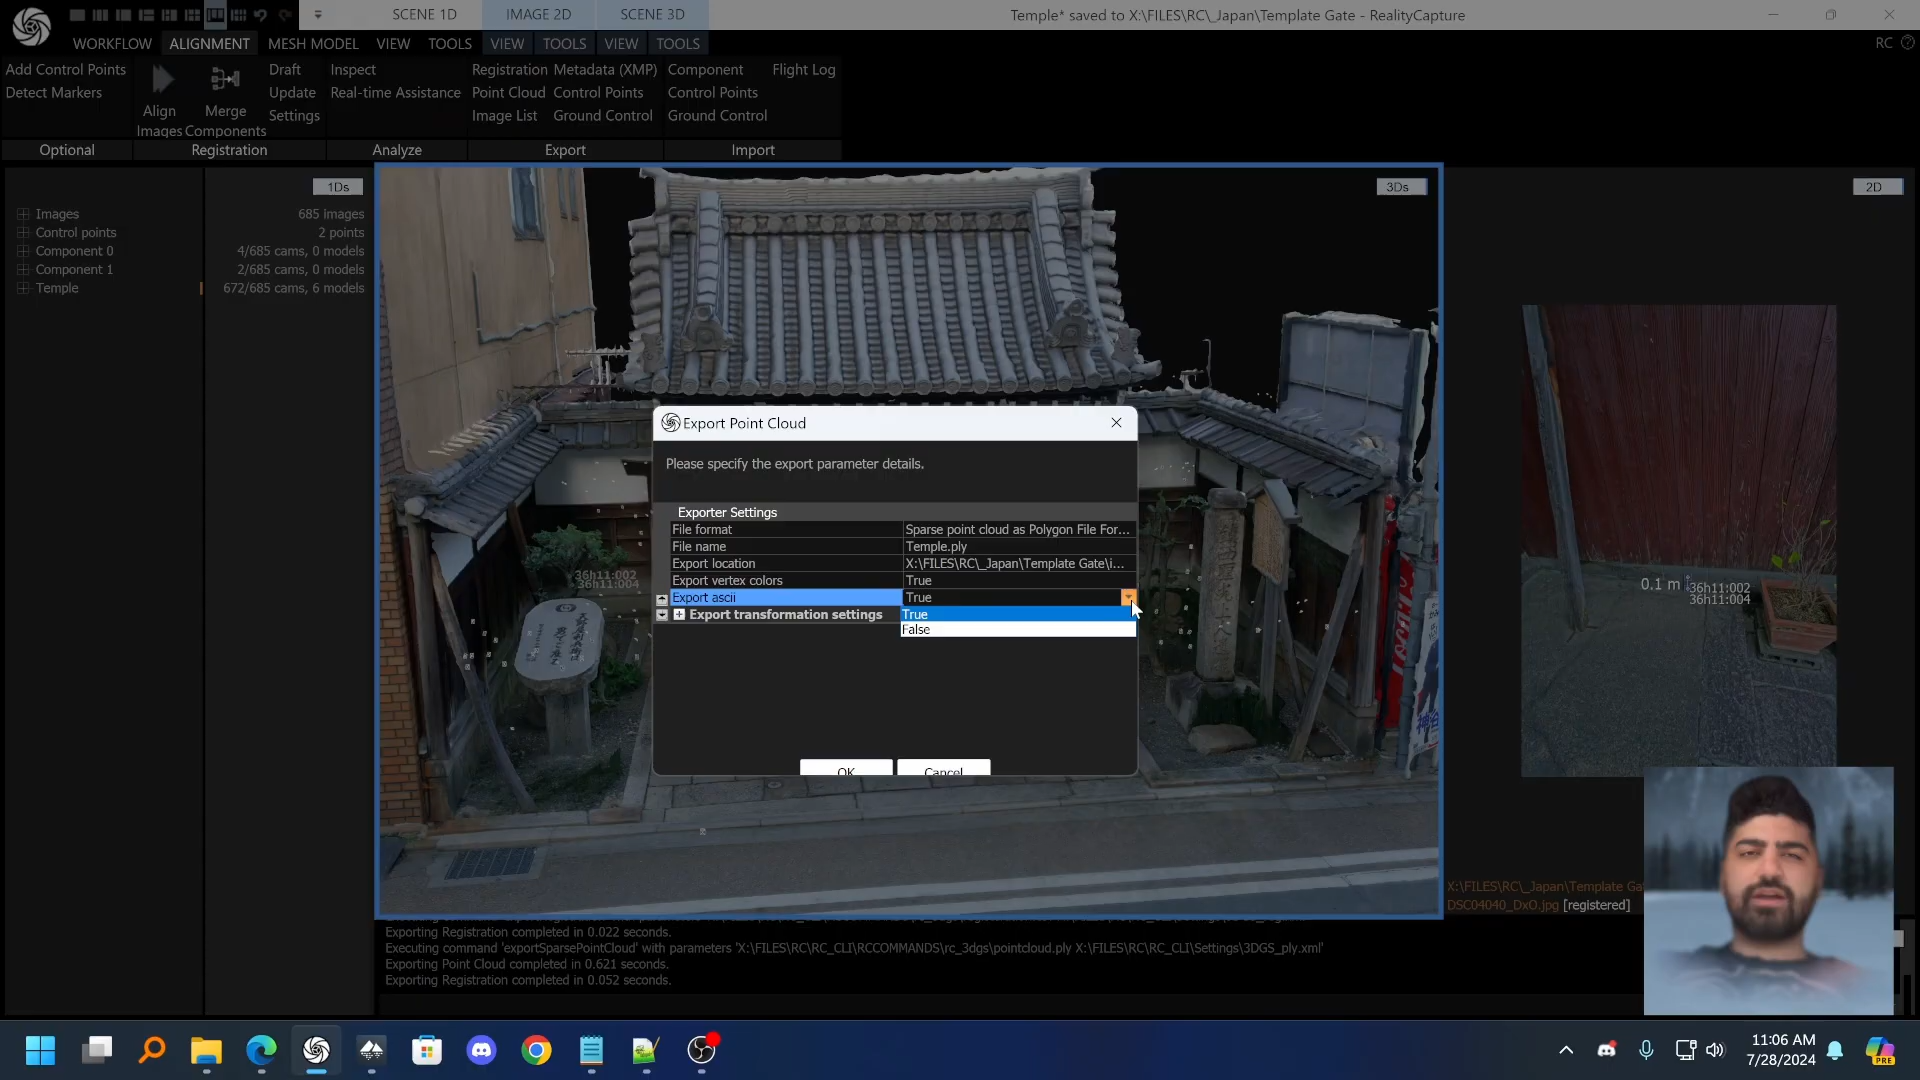 SCENE 1D IMAGE 2D SCENE 3D Temple* saved to X:\FILES\RC\_Japan\Template Gate - RealityCapture
WORKFLOW ALIGNMENT MESH MODEL VIEW TOOLS VIEW TOOLS VIEW TOOLS RC
Add Control Points Draft Inspect Registration Metadata (XMP) Component Flight Log
Detect Markers Update Real-time Assistance Point Cloud Control Points Control Points
Align Merge Settings Image List Ground Control Ground Control
Images Components
Optional Registration Analyze Export Import
1Ds 3Ds 2D
Images 685 images
Control points 2 points
Component 0 4/685 cams, 0 models
Component 1 2/685 cams, 0 models
Temple 672/685 cams, 6 models
Export Point Cloud
Please specify the export parameter details.
Exporter Settings
File format Sparse point cloud as Polygon File For...
File name Temple.ply
Export location X:\FILES\RC\_Japan\Template Gate\i...
Export vertex colors True
Export ascii True
Export transformation settings True
False
OK Cancel
36h11:002
36h11:004
0.1 m 36h11:002
36h11:004
X:\FILES\RC\_Japan\Template Ga
DSC04040_DxO.jpg [registered]
Exporting Registration completed in 0.022 seconds.
Executing command 'exportSparsePointCloud' with parameters 'X:\FILES\RC\RC_CLI\RCCOMMANDS\rc_3dgs\pointcloud.ply X:\FILES\RC\RC_CLI\Settings\3DGS_ply.xml'
Exporting Point Cloud completed in 0.621 seconds.
Exporting Registration completed in 0.052 seconds.
11:06 AM
7/28/2024
PRE